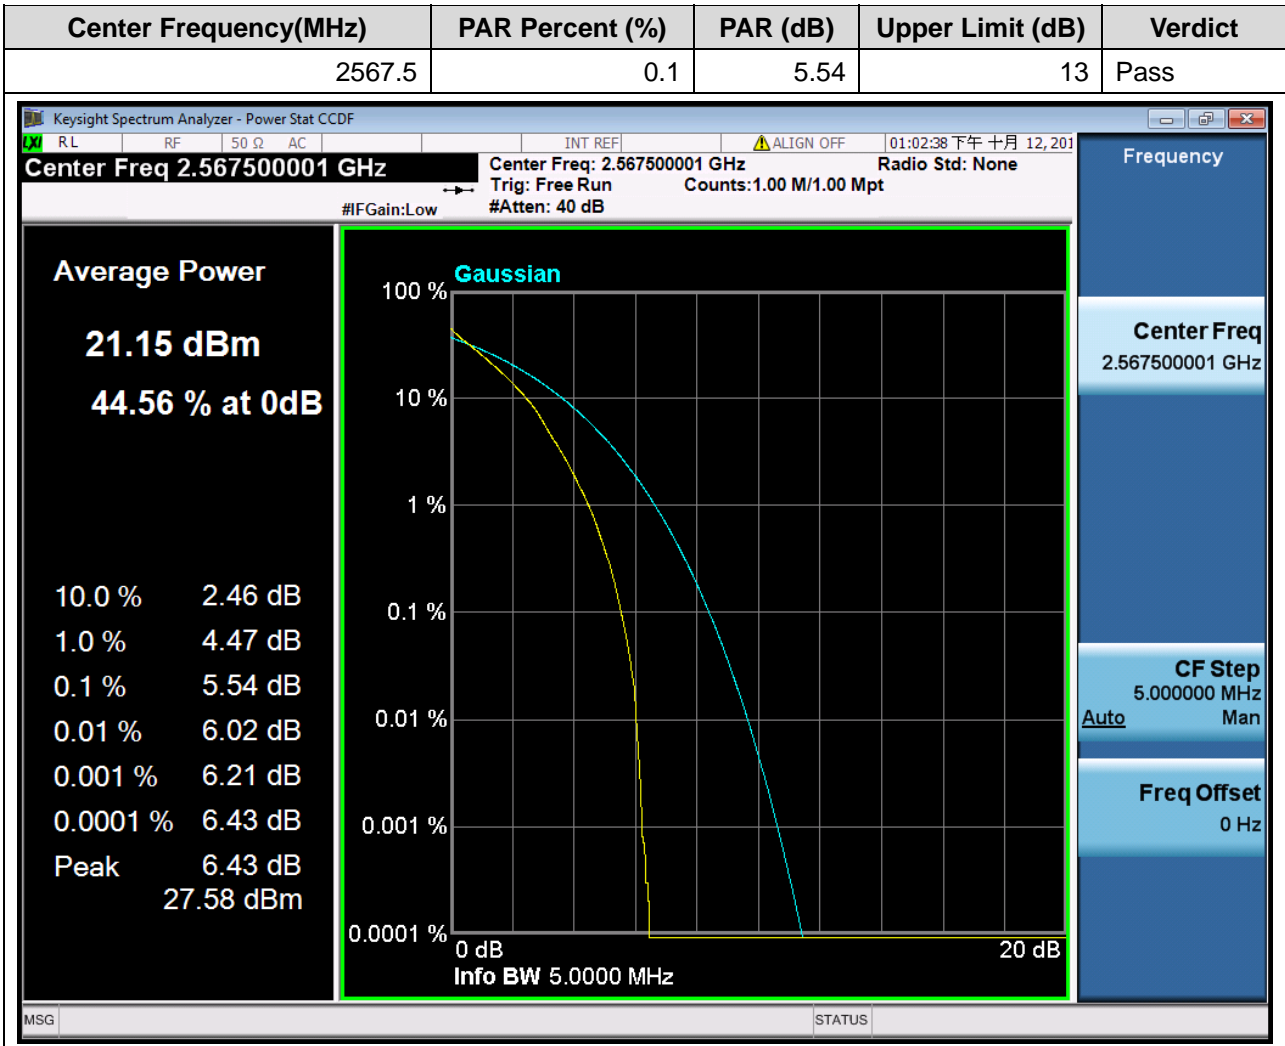 Center Frequency(MHz) PAR Percent (%) PAR (dB) Upper Limit (dB) Verdict
2567.5 0.1 5.54 13 Pass
Keysight Spectrum Analyzer - Power Stat CCDF
LXI RL RF 50 Ω AC INT REF ALIGN OFF 01:02:38 下午 十月 12, 201
Center Freq 2.567500001 GHz
Center Freq: 2.567500001 GHz Radio Std: None
Trig: Free Run Counts:1.00 M/1.00 Mpt
#IFGain:Low #Atten: 40 dB
Frequency
Average Power
21.15 dBm
44.56 % at 0dB
10.0 % 2.46 dB
1.0 % 4.47 dB
0.1 % 5.54 dB
0.01 % 6.02 dB
0.001 % 6.21 dB
0.0001 % 6.43 dB
Peak 6.43 dB
27.58 dBm
Gaussian
100 %
10 %
1 %
0.1 %
0.01 %
0.001 %
0.0001 %
0 dB 20 dB
Info BW 5.0000 MHz
Center Freq
2.567500001 GHz
CF Step
5.000000 MHz
Auto Man
Freq Offset
0 Hz
MSG STATUS